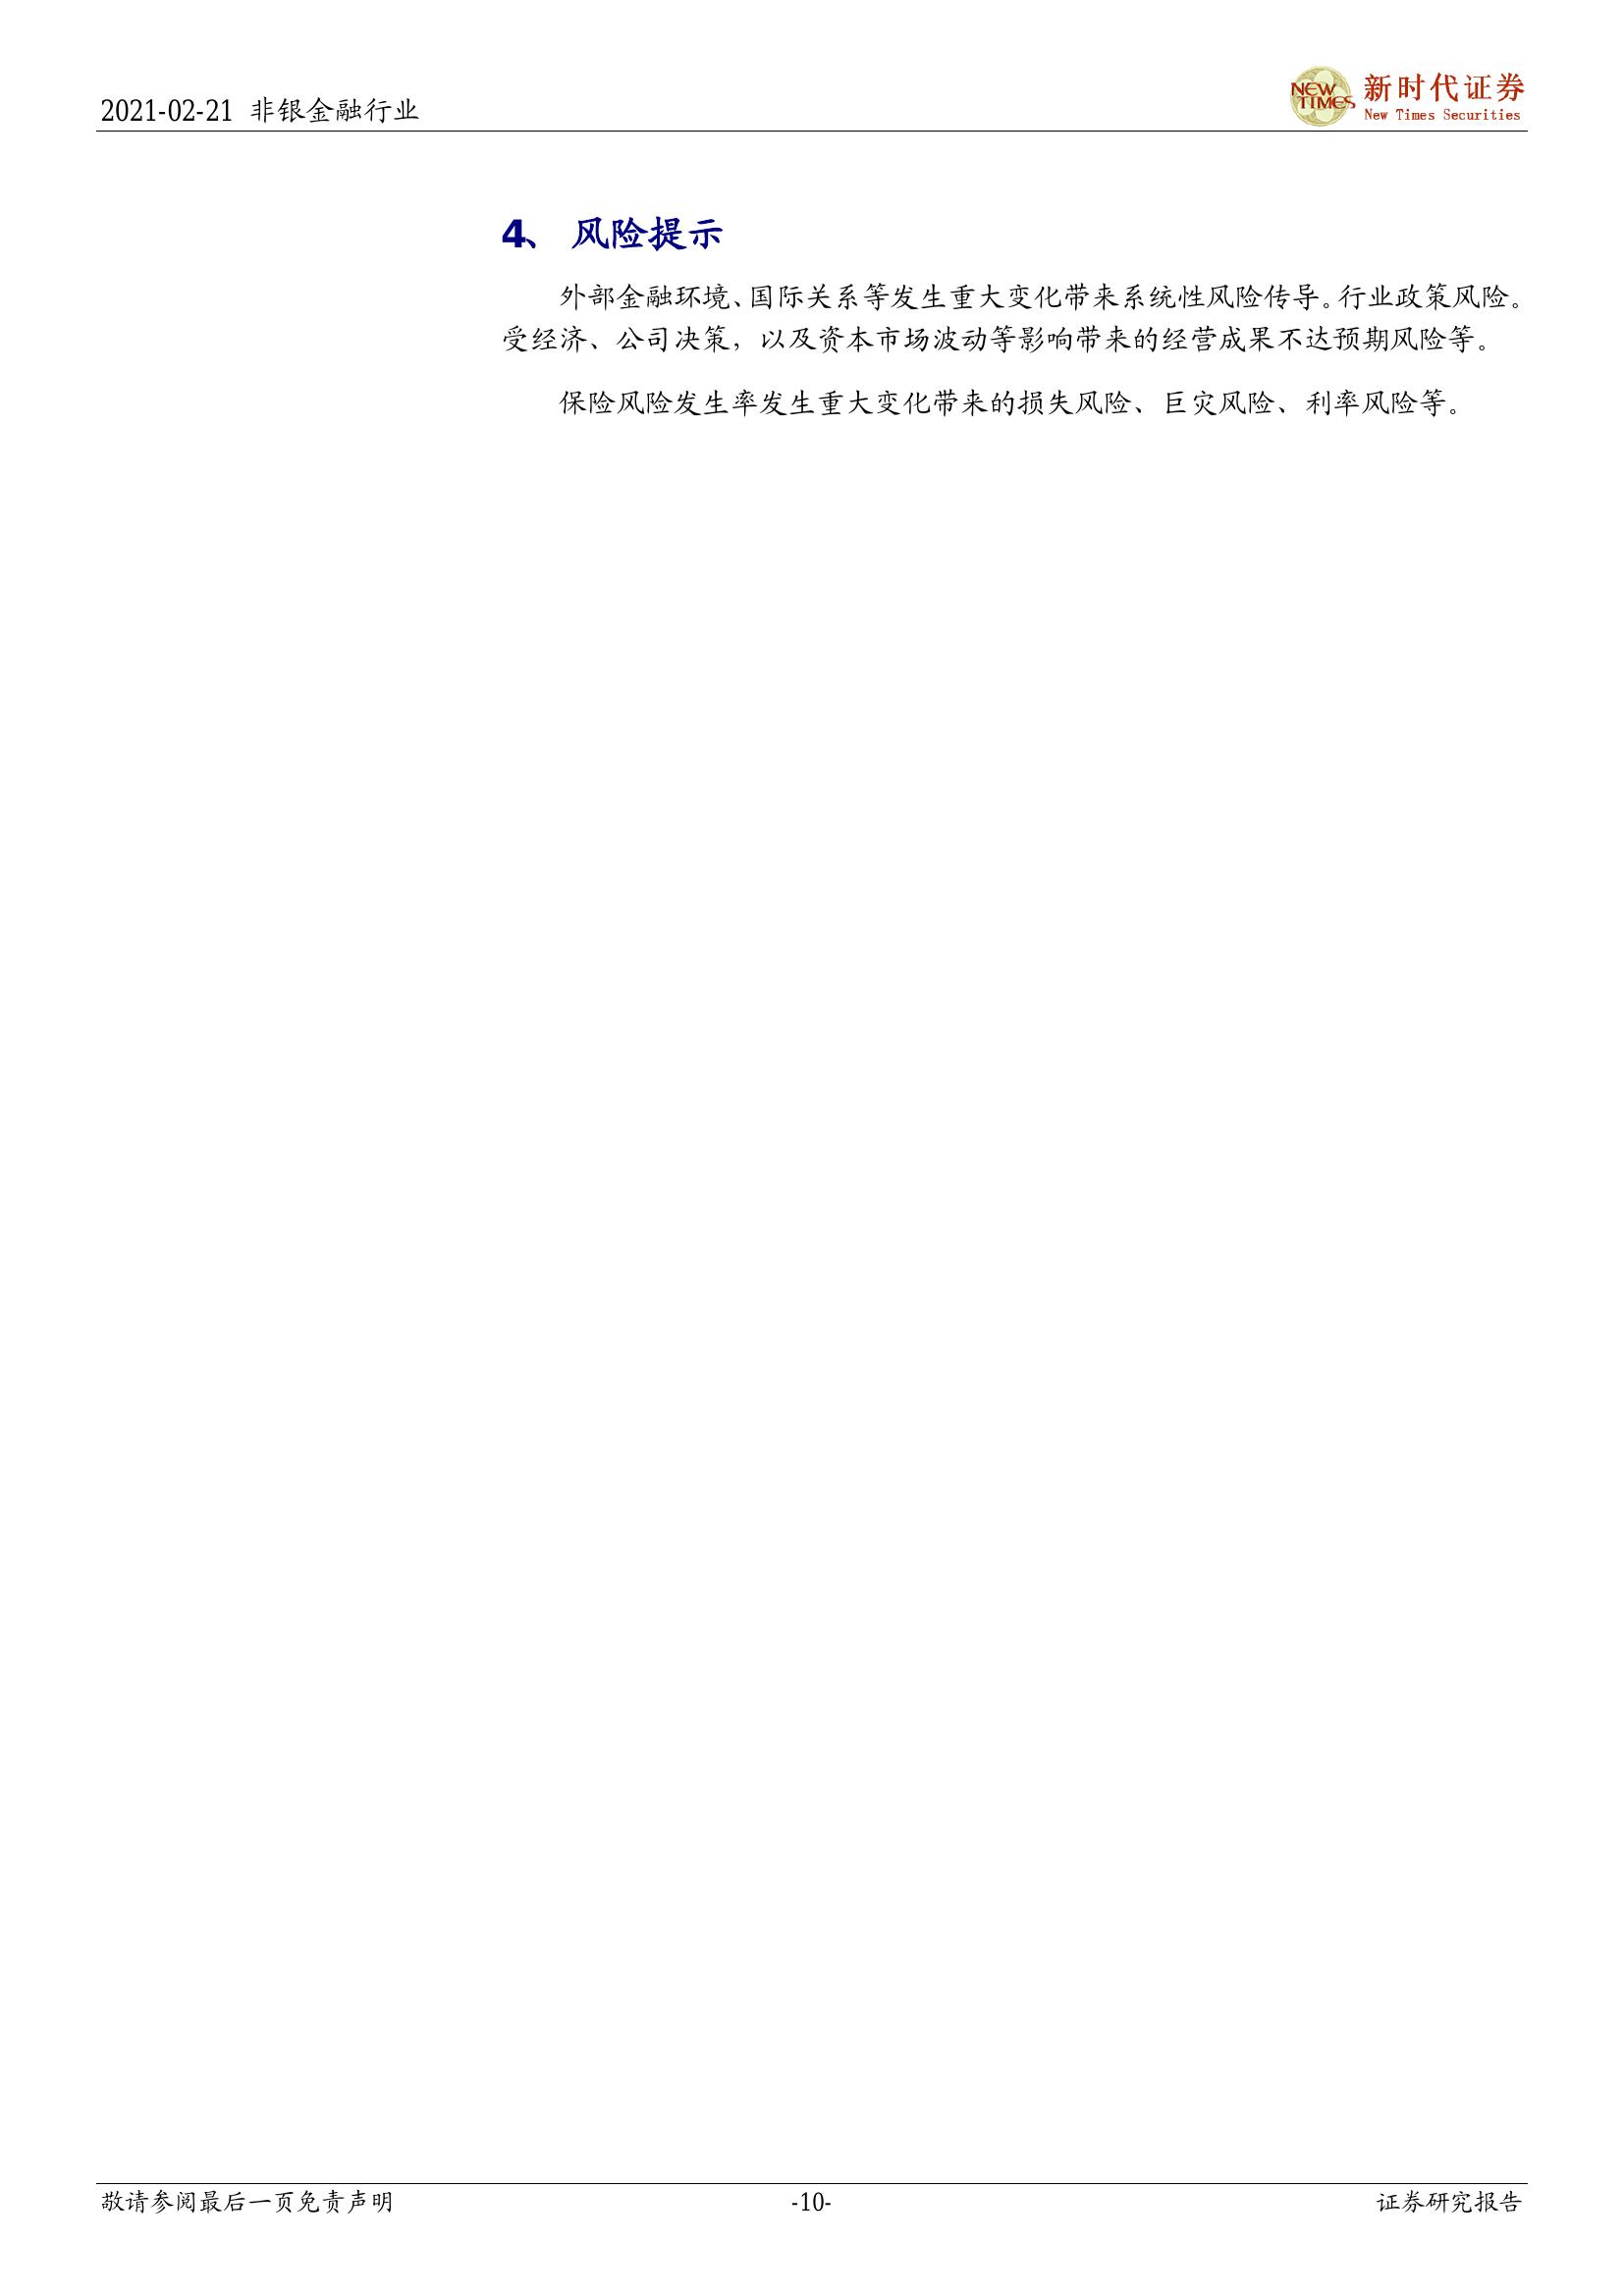 2021-02-21 非银金融行业
NEW TIMES
新时代证券
New Times Securities
4、 风险提示
外部金融环境、国际关系等发生重大变化带来系统性风险传导。行业政策风险。
受经济、公司决策，以及资本市场波动等影响带来的经营成果不达预期风险等。
保险风险发生率发生重大变化带来的损失风险、巨灾风险、利率风险等。
敬请参阅最后一页免责声明
-10-
证券研究报告